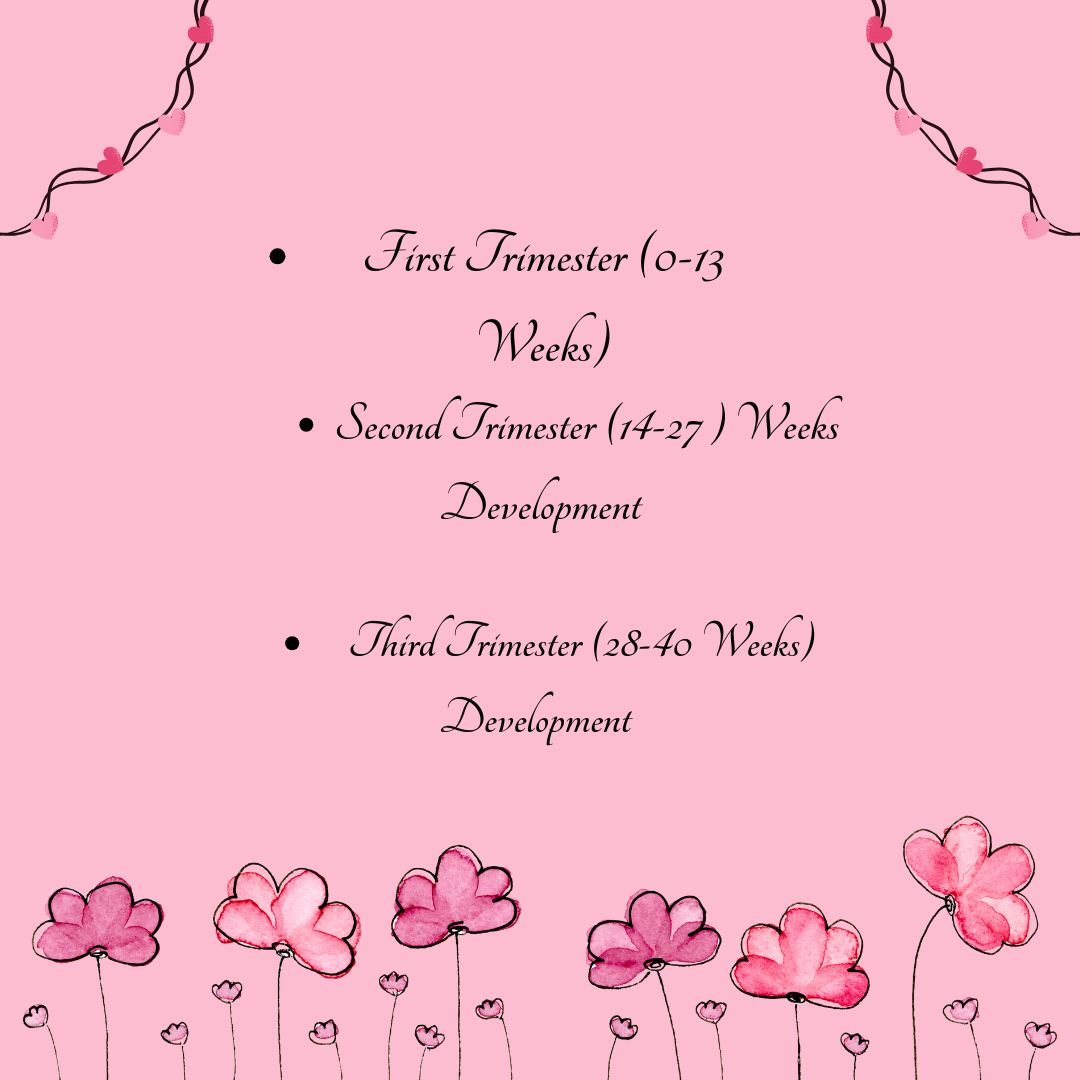 • First Trimester (0-13
Weeks)
• Second Trimester (14-27 ) Weeks
Development
• Third Trimester (28-40 Weeks)
Development